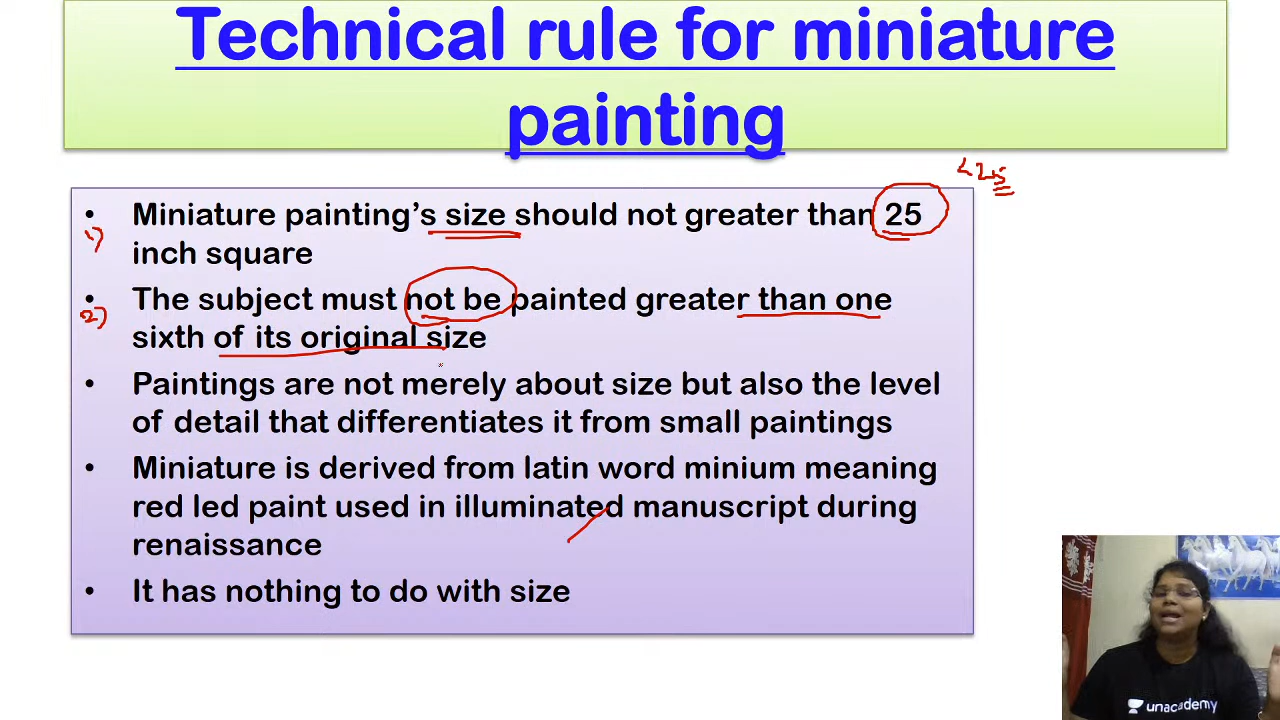 Technical rule for miniature
painting
<25
• Miniature painting's size should not greater than 25
1)
inch square
• The subject must not be painted greater than one
2)
sixth of its original size
• Paintings are not merely about size but also the level
of detail that differentiates it from small paintings
• Miniature is derived from latin word minium meaning
red led paint used in illuminated manuscript during
renaissance
• It has nothing to do with size
unacademy